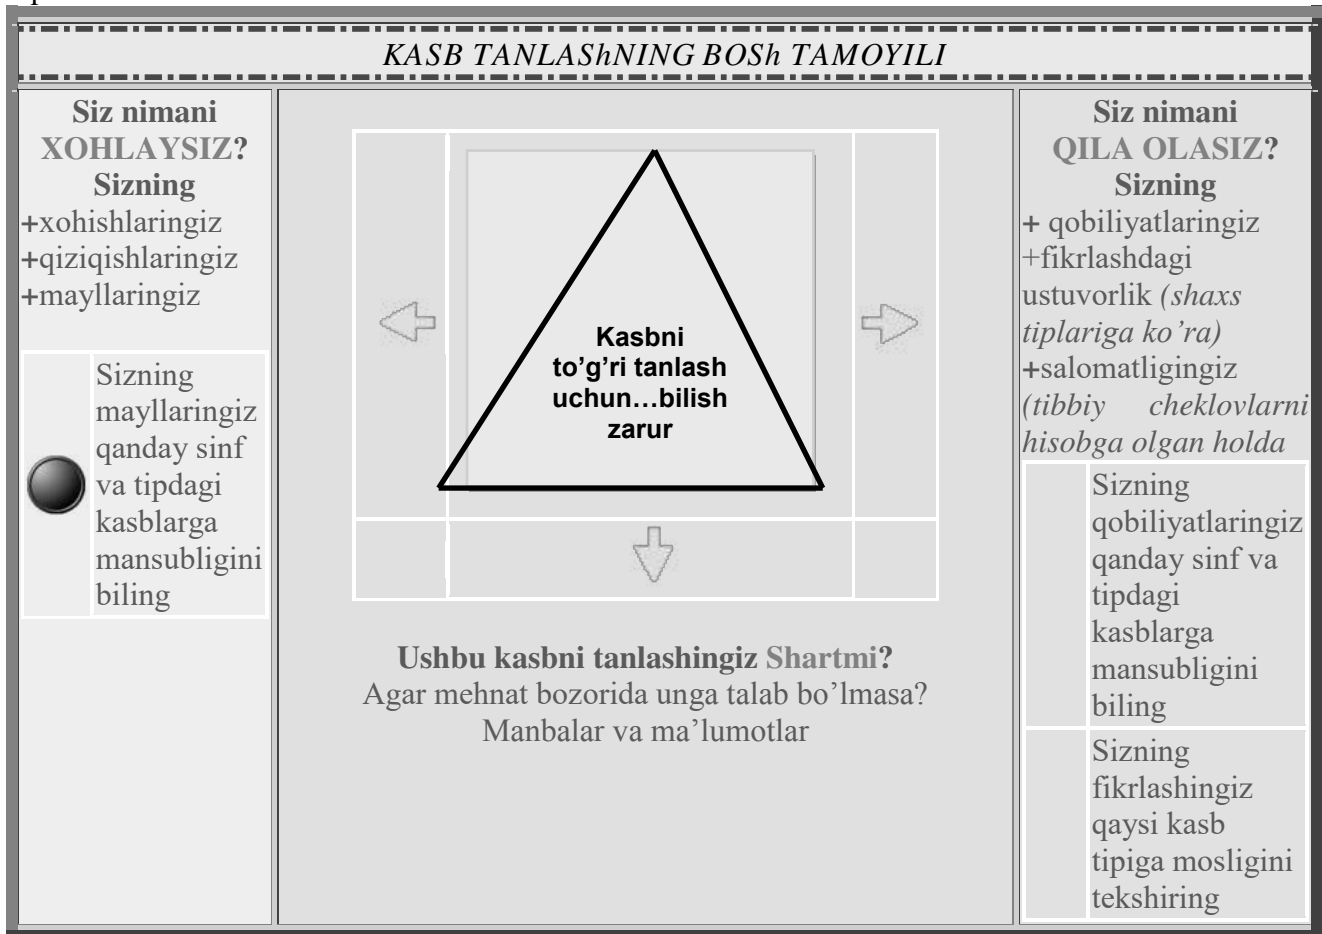 KASB TANLAShNING BOSh TAMOYILI
Siz nimani
XOHLAYSIZ?
Sizning
+xohishlaringiz
+qiziqishlaringiz
+mayllaringiz
Sizning
mayllaringiz
qanday sinf
va tipdagi
kasblarga
mansubligini
biling
Kasbni
to’g’ri tanlash
uchun…bilish
zarur
Ushbu kasbni tanlashingiz Shartmi?
Agar mehnat bozorida unga talab bo’lmasa?
Manbalar va ma’lumotlar
Siz nimani
QILA OLASIZ?
Sizning
+ qobiliyatlaringiz
+fikrlashdagi
ustuvorlik (shaxs
tiplariga ko’ra)
+salomatligingiz
(tibbiy cheklovlarni
hisobga olgan holda
Sizning
qobiliyatlaringiz
qanday sinf va
tipdagi
kasblarga
mansubligini
biling
Sizning
fikrlashingiz
qaysi kasb
tipiga mosligini
tekshiring